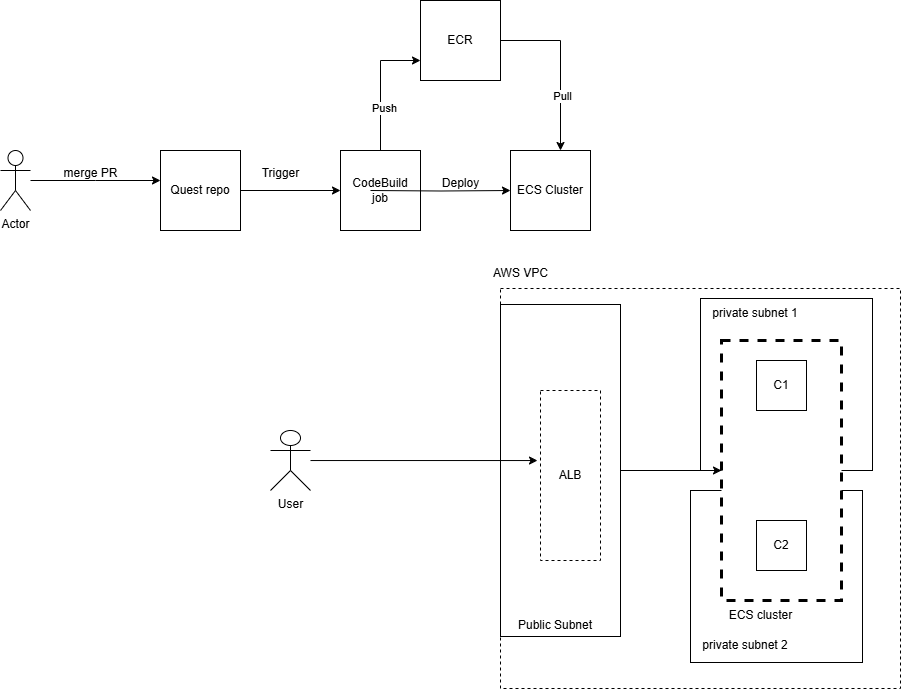 ECR
Push
Pull
merge PR
Trigger
Deploy
Quest repo
CodeBuild
job
ECS Cluster
Actor
AWS VPC
private subnet 1
C1
User
ALB
C2
ECS cluster
Public Subnet
private subnet 2